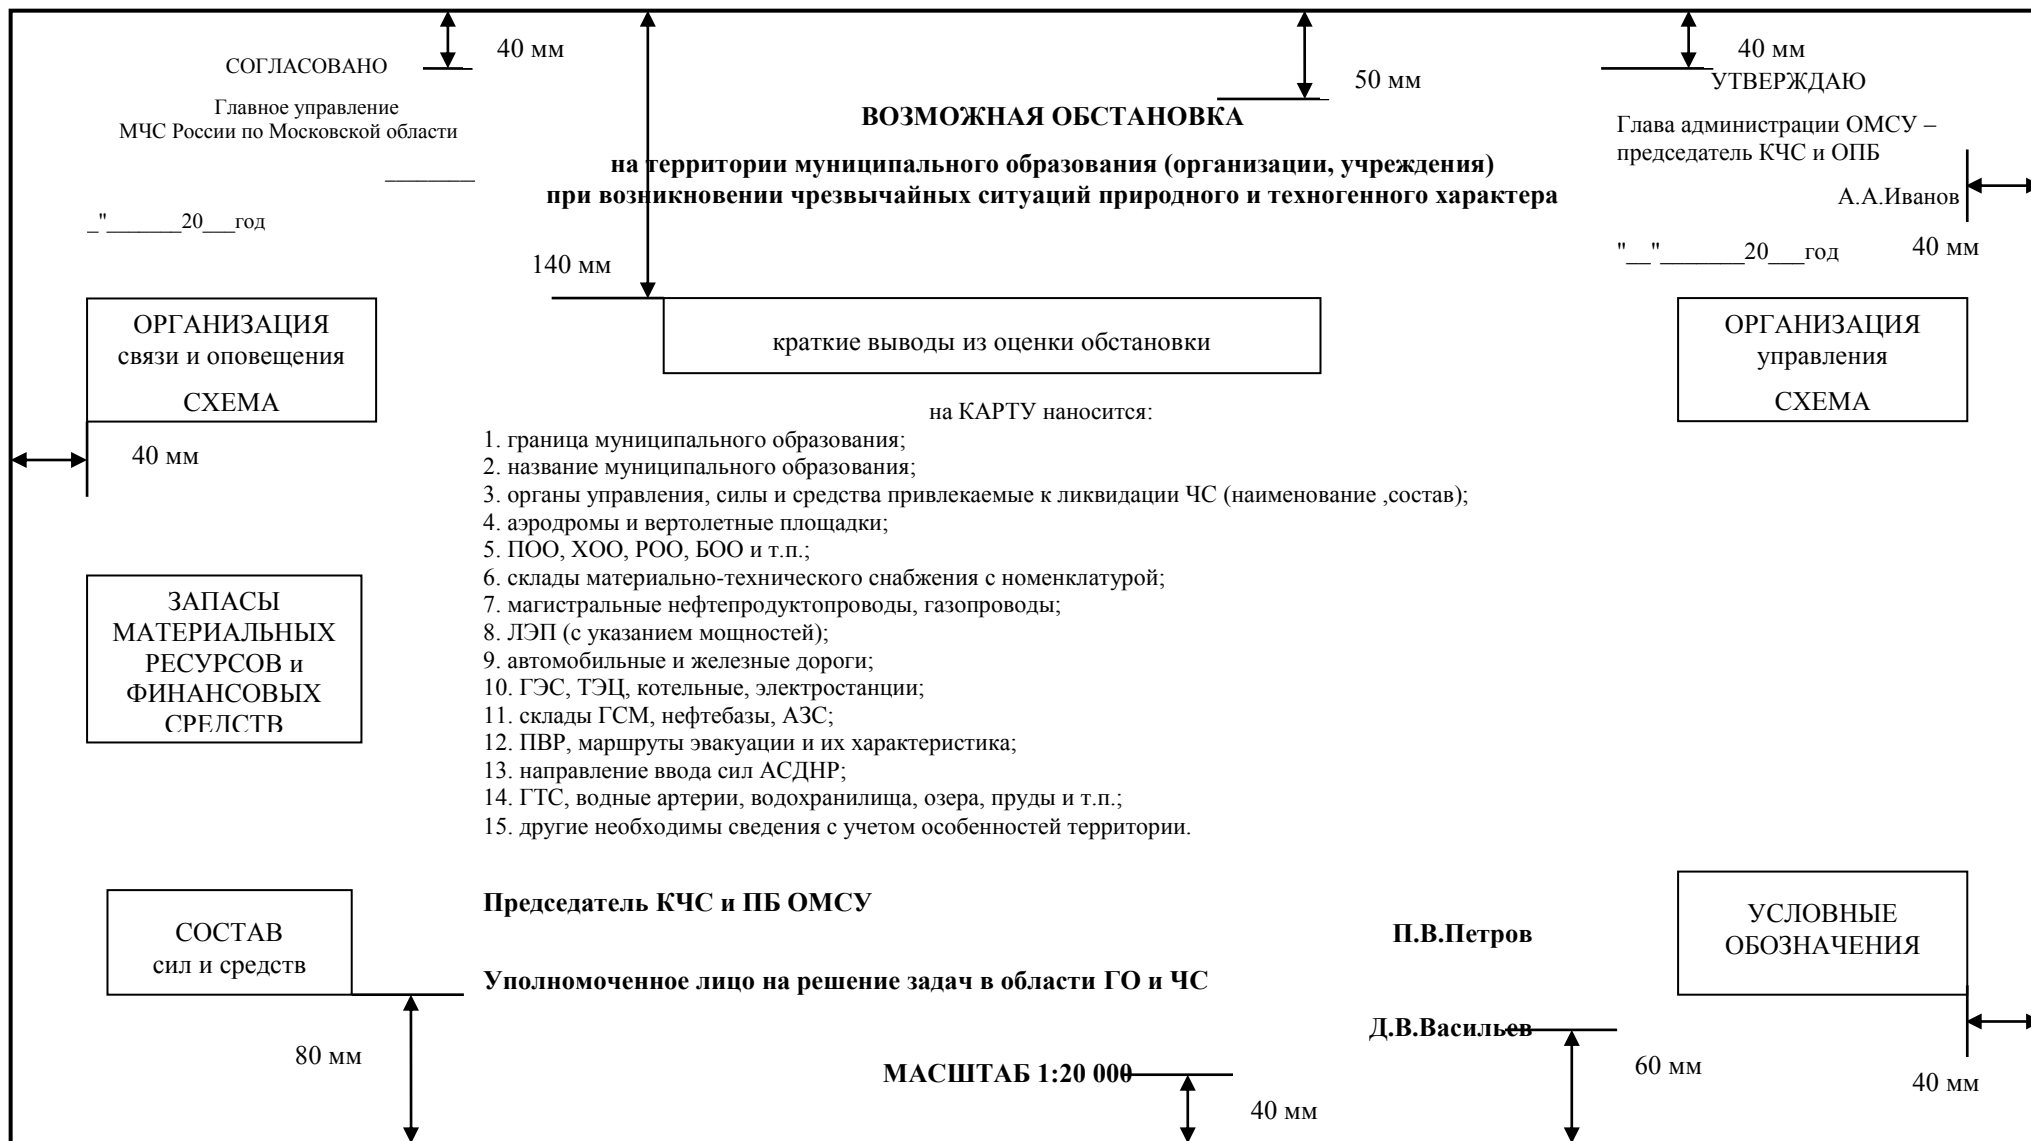 40 мм
СОГЛАСОВАНО
Главное управление
МЧС России по Московской области
________
_"_______20___год
50 мм
ВОЗМОЖНАЯ ОБСТАНОВКА
на территории муниципального образования (организации, учреждения)
при возникновении чрезвычайных ситуаций природного и техногенного характера
40 мм
УТВЕРЖДАЮ
Глава администрации ОМСУ –
председатель КЧС и ОПБ
А.А.Иванов
"__"_______20___год
40 мм
140 мм
ОРГАНИЗАЦИЯ
связи и оповещения
СХЕМА
краткие выводы из оценки обстановки
ОРГАНИЗАЦИЯ
управления
СХЕМА
40 мм
на КАРТУ наносится:
1. граница муниципального образования;
2. название муниципального образования;
3. органы управления, силы и средства привлекаемые к ликвидации ЧС (наименование ,состав);
4. аэродромы и вертолетные площадки;
5. ПОО, ХОО, РОО, БОО и т.п.;
6. склады материально-технического снабжения с номенклатурой;
7. магистральные нефтепродуктопроводы, газопроводы;
8. ЛЭП (с указанием мощностей);
9. автомобильные и железные дороги;
10. ГЭС, ТЭЦ, котельные, электростанции;
11. склады ГСМ, нефтебазы, АЗС;
12. ПВР, маршруты эвакуации и их характеристика;
13. направление ввода сил АСДНР;
14. ГТС, водные артерии, водохранилища, озера, пруды и т.п.;
15. другие необходимы сведения с учетом особенностей территории.
ЗАПАСЫ
МАТЕРИАЛЬНЫХ
РЕСУРСОВ и
ФИНАНСОВЫХ
СРЕДСТВ
СОСТАВ
сил и средств
Председатель КЧС и ПБ ОМСУ
П.В.Петров
Уполномоченное лицо на решение задач в области ГО и ЧС
Д.В.Васильев
УСЛОВНЫЕ
ОБОЗНАЧЕНИЯ
80 мм
МАСШТАБ 1:20 000
40 мм
60 мм
40 мм